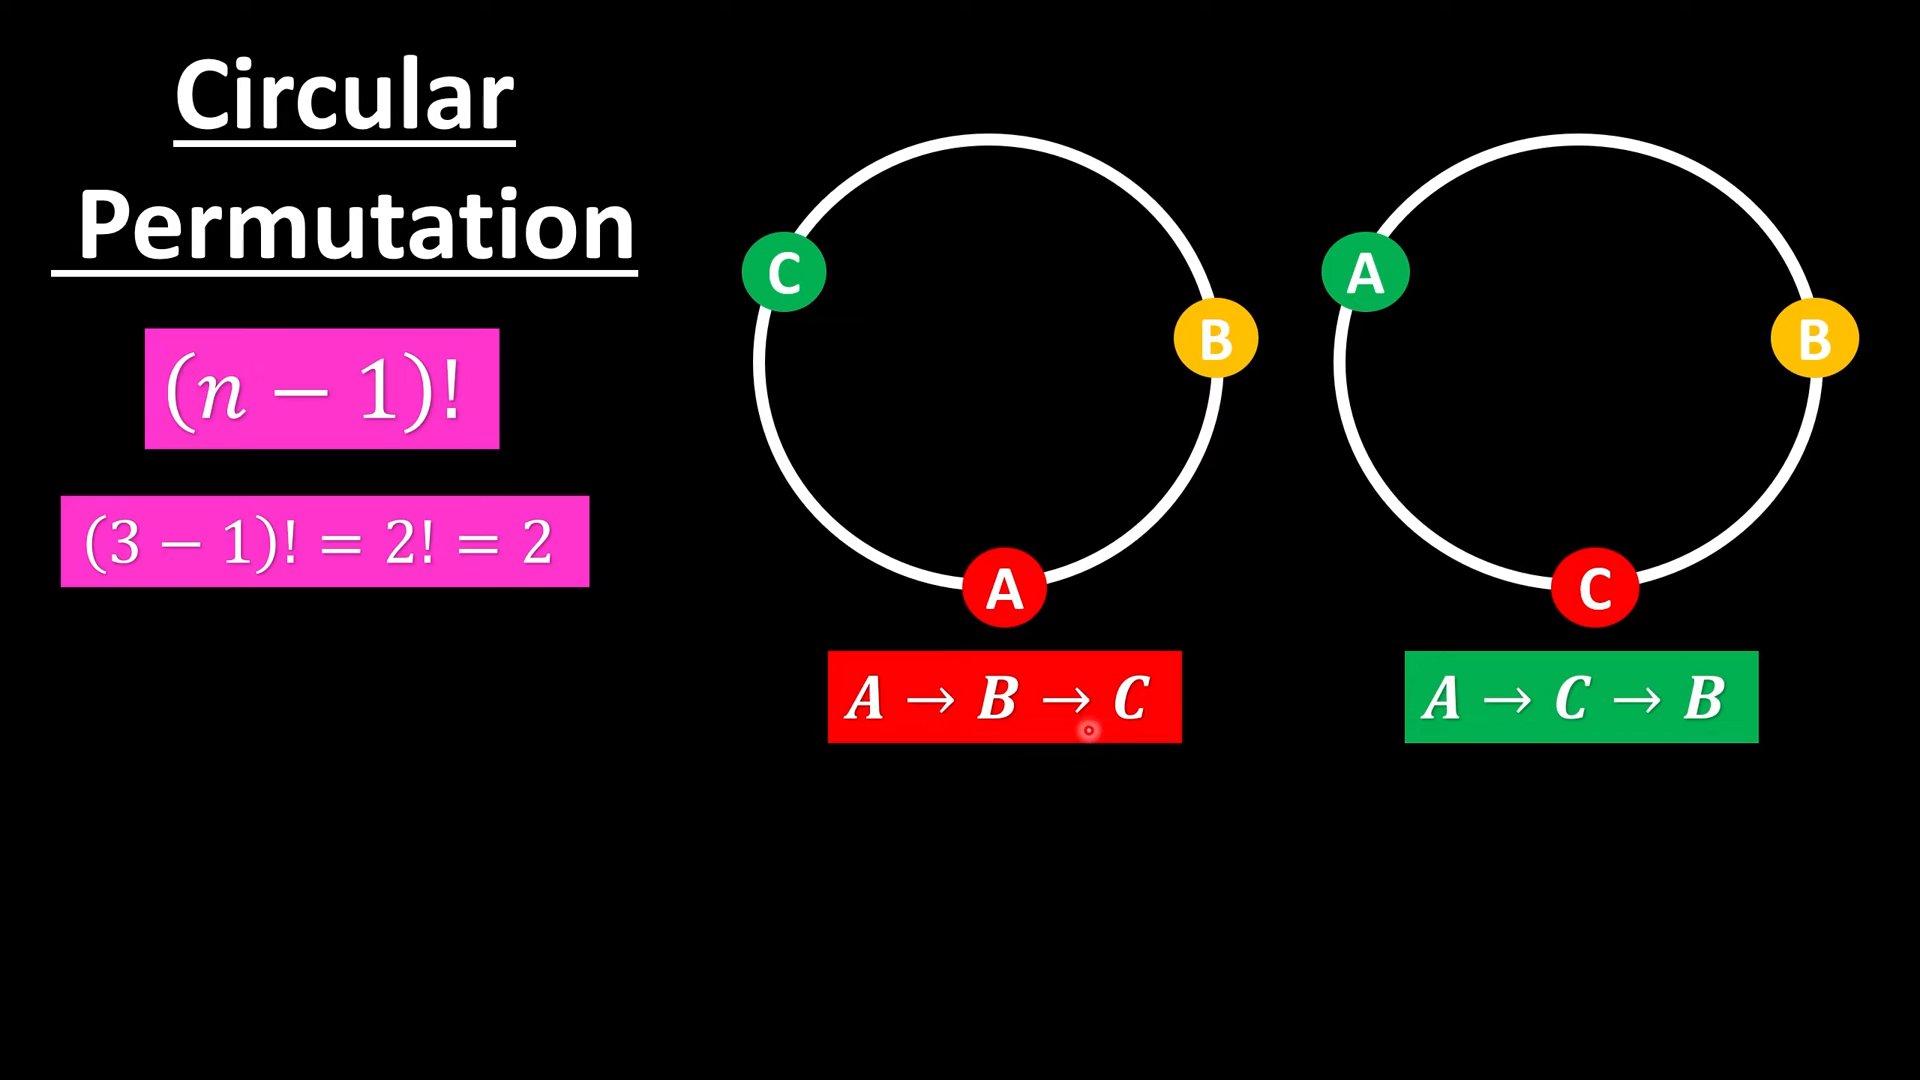 Circular
Permutation
(n − 1)!
(3 − 1)! = 2! = 2
C
B
A
A → B → C
A
B
C
A → C → B